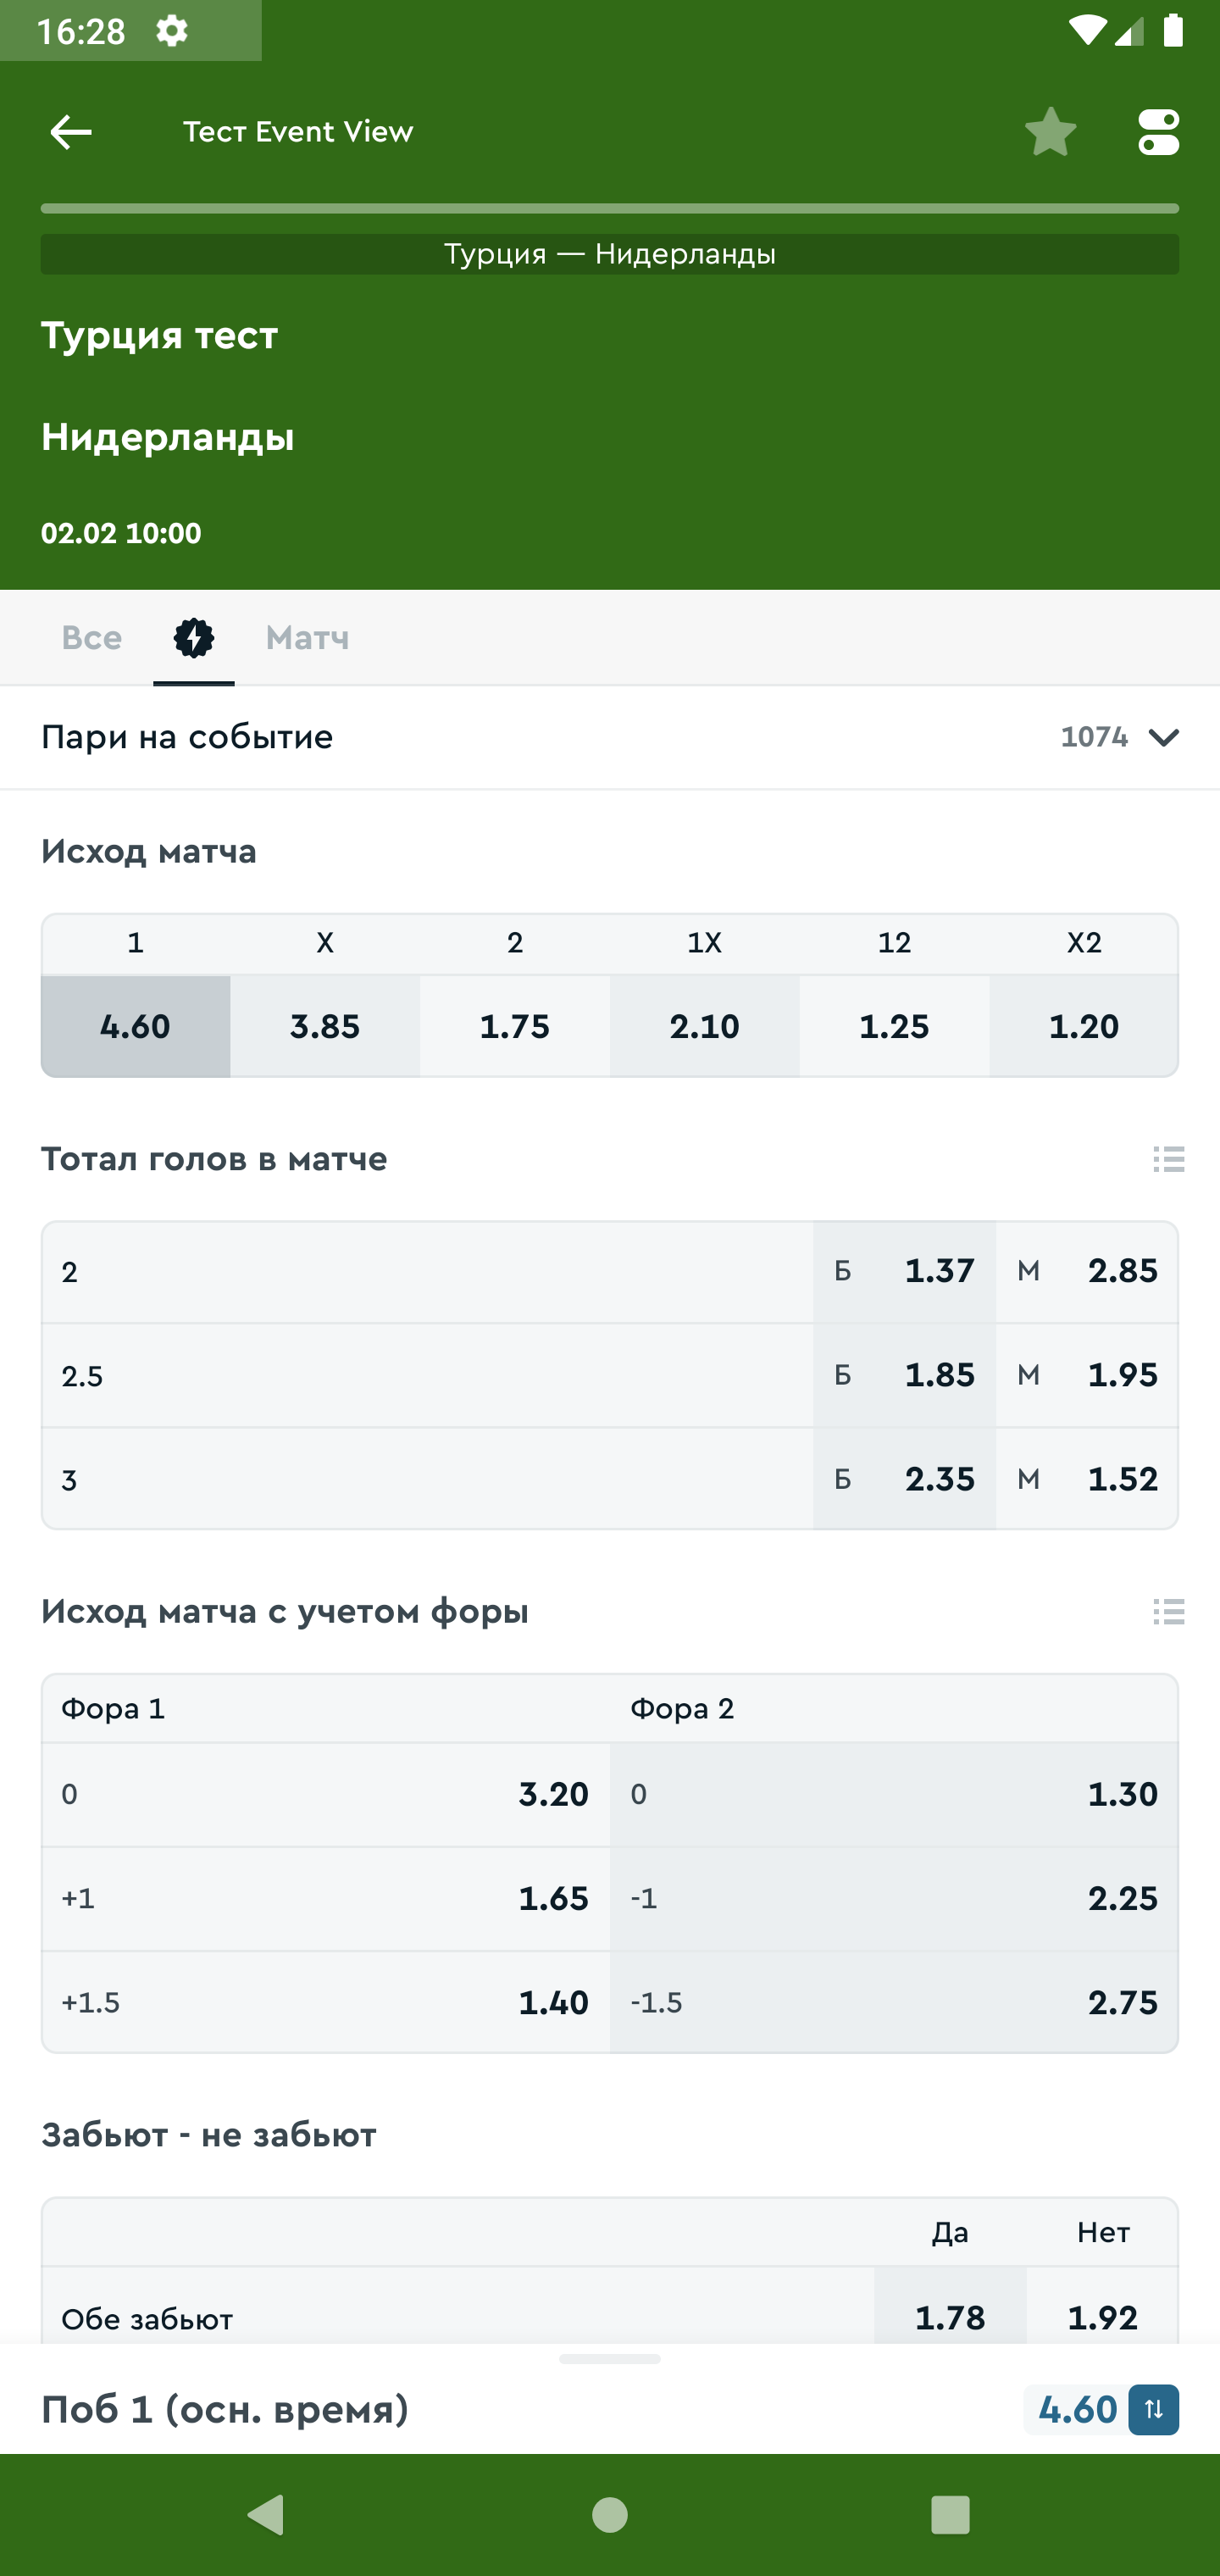 16:28
Тест Event View
Турция — Нидерланды
Турция тест
Нидерланды
02.02 10:00
Все Матч
Пари на событие 1074
Исход матча
1 X 2 1X 12 X2
4.60 3.85 1.75 2.10 1.25 1.20
Тотал голов в матче
2 Б 1.37 М 2.85
2.5 Б 1.85 М 1.95
3 Б 2.35 М 1.52
Исход матча с учетом форы
Фора 1 Фора 2
0 3.20 0 1.30
+1 1.65 -1 2.25
+1.5 1.40 -1.5 2.75
Забьют - не забьют
Да Нет
Обе забьют 1.78 1.92
Поб 1 (осн. время) 4.60